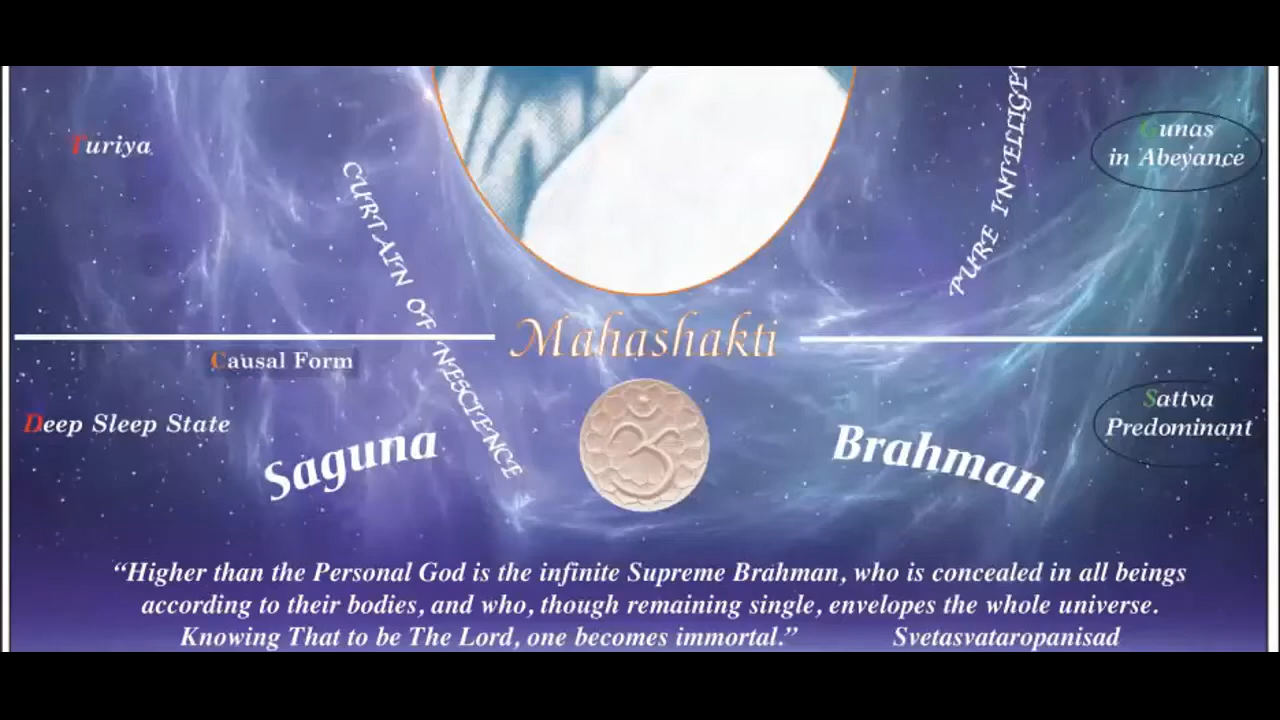 Turiya
CURTAIN OF NESCIENCE
PURE
Gunas
in Abeyance
Mahashakti
Causal Form
Deep Sleep State
Saguna
Brahman
Sattva
Predominant
“Higher than the Personal God is the infinite Supreme Brahman, who is concealed in all beings
according to their bodies, and who, though remaining single, envelopes the whole universe.
Knowing That to be The Lord, one becomes immortal.” Svetasvataropanisad